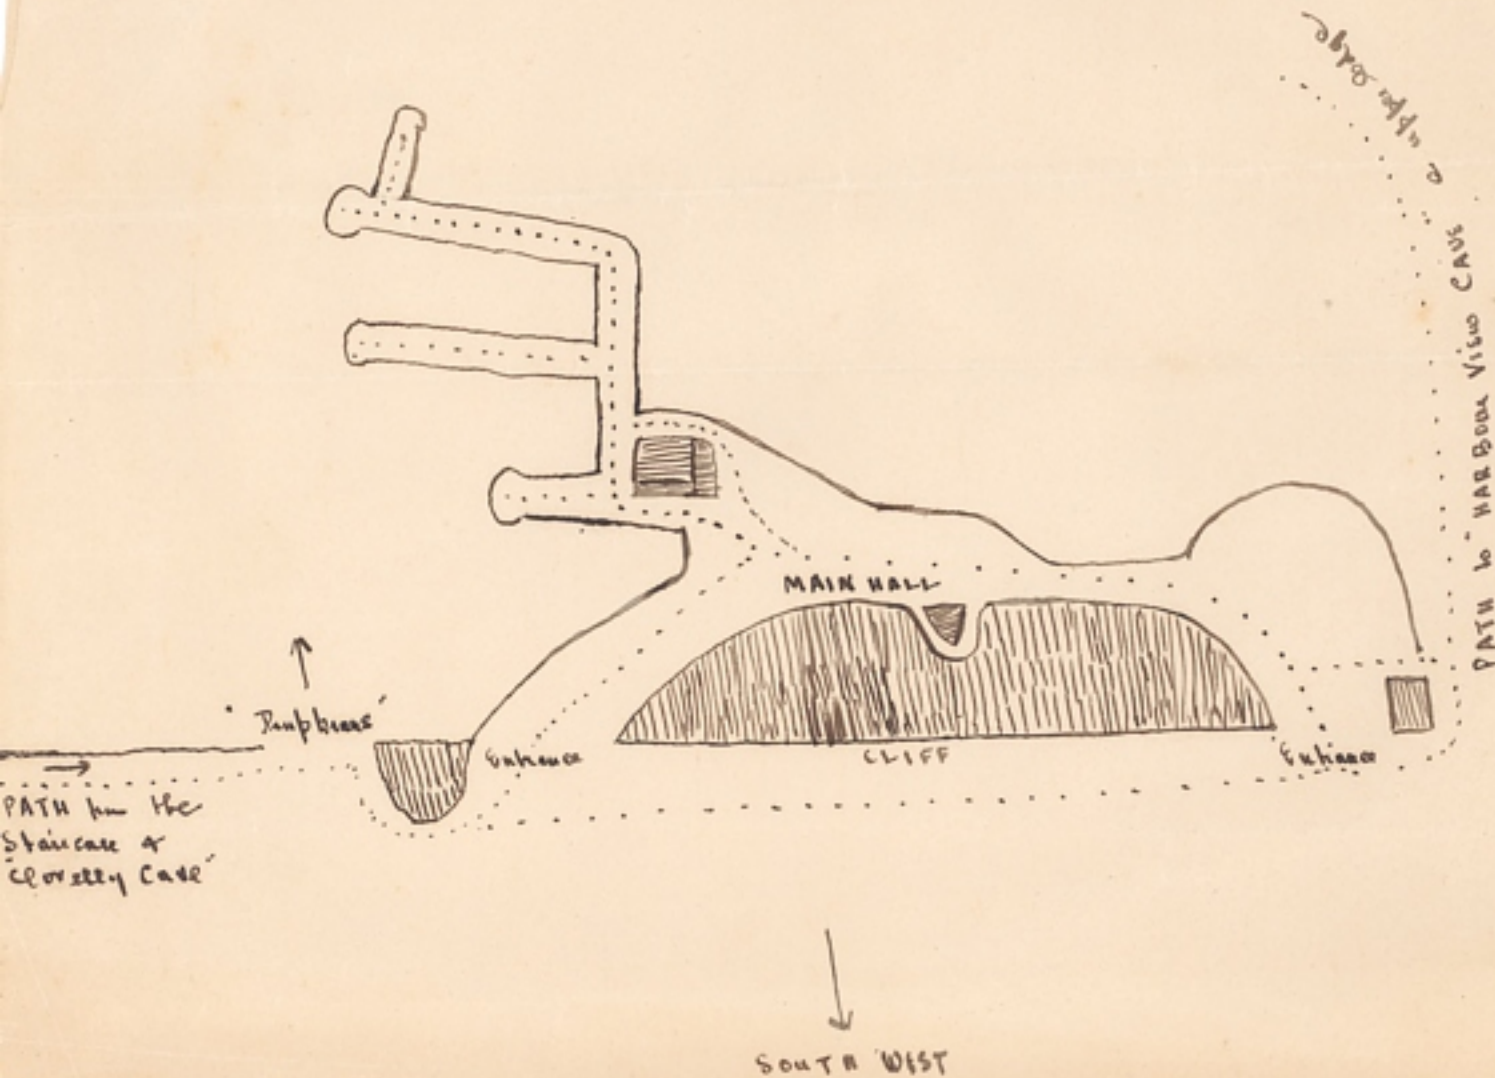 & upper edge
PATH to "HARBOUR VIEW CAVE
MAIN HALL
Entrance
CLIFF
Entrance
PATH from the
Staircase &
"Clovelly Cave"
SOUTH WEST